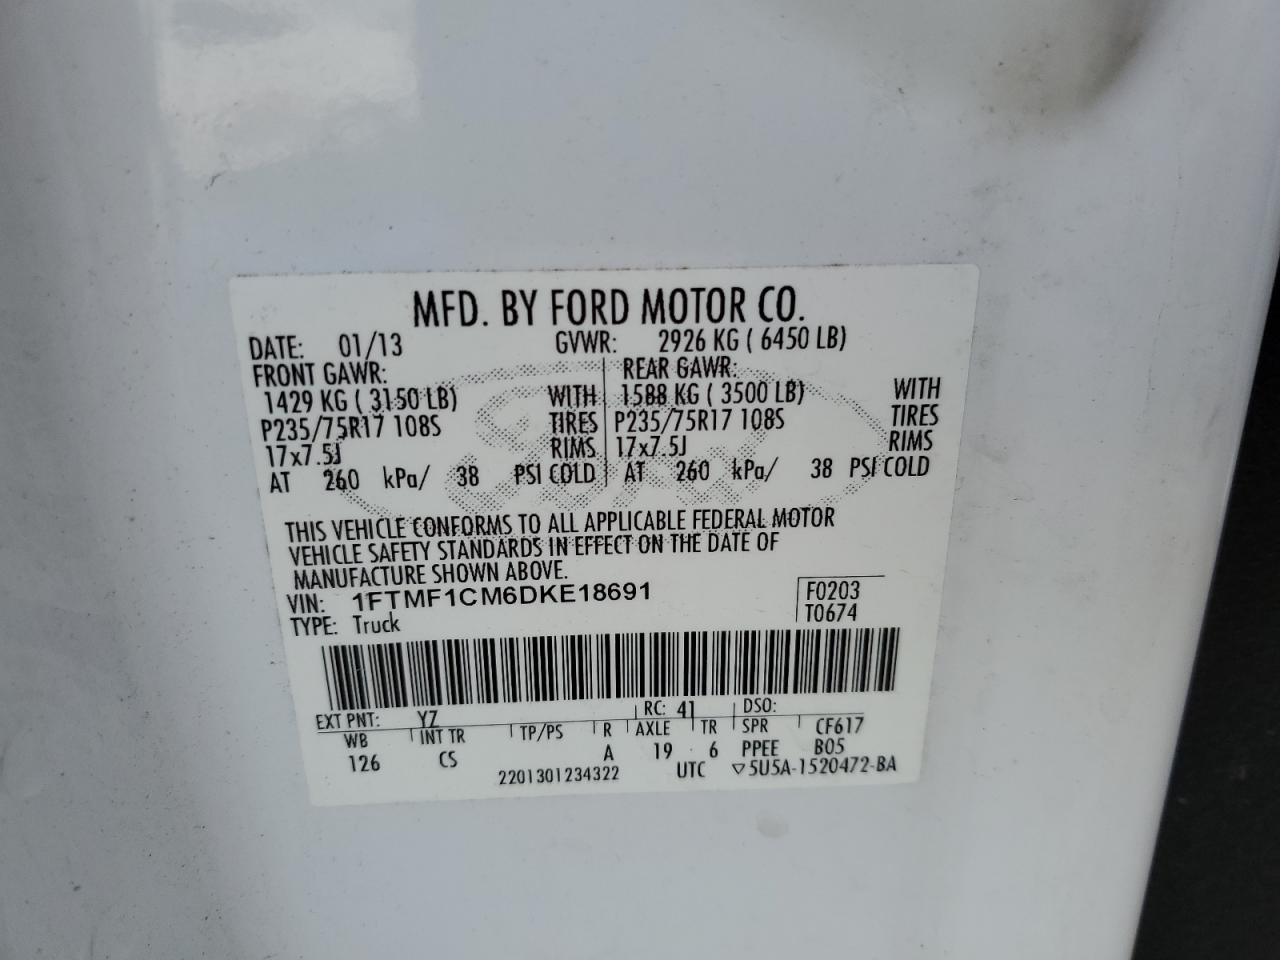 MFD. BY FORD MOTOR CO.
DATE: 01/13 GVWR: 2926 KG ( 6450 LB)
FRONT GAWR: REAR GAWR:
1429 KG ( 3150 LB) WITH 1588 KG ( 3500 LB) WITH
P235/75R17 108S TIRES P235/75R17 108S TIRES
17x7.5J RIMS 17x7.5J RIMS
AT 260 kPa/ 38 PSI COLD AT 260 kPa/ 38 PSI COLD
THIS VEHICLE CONFORMS TO ALL APPLICABLE FEDERAL MOTOR
VEHICLE SAFETY STANDARDS IN EFFECT ON THE DATE OF
MANUFACTURE SHOWN ABOVE.
VIN: 1FTMF1CM6DKE18691 F0203
TYPE: Truck T0674
EXT PNT: YZ RC: 41 DSO:
WB INT TR TP/PS R AXLE TR SPR CF617
126 CS A 19 6 PPEE B05
2201301234322 UTC ▽5U5A-1520472-BA